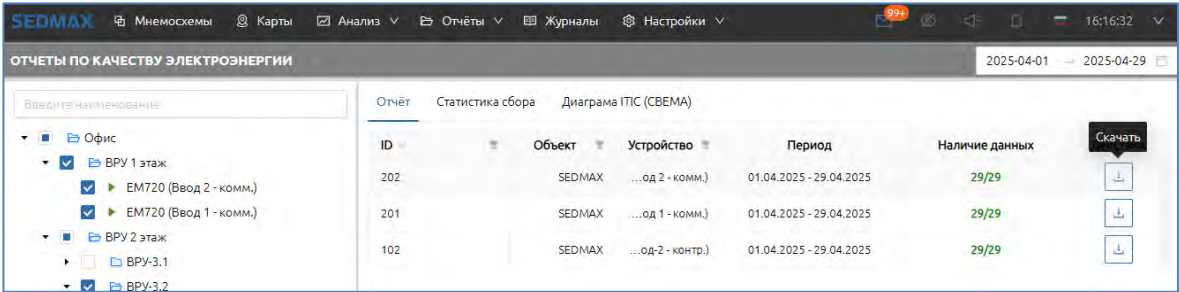 SEDMAX Мнемосхемы Карты Анализ Отчёты Журналы Настройки 99+ 16:16:32
ОТЧЕТЫ ПО КАЧЕСТВУ ЭЛЕКТРОЭНЕРГИИ 2025-04-01 → 2025-04-29
Введите наименование
Отчёт Статистика сбора Диаграма ITIC (CBEMA)
Офис
ВРУ 1 этаж
EM720 (Ввод 2 - комм.)
EM720 (Ввод 1 - комм.)
ВРУ 2 этаж
ВРУ-3.1
ВРУ-3.2
ID Объект Устройство Период Наличие данных
Скачать
202 SEDMAX ...од 2 - комм.) 01.04.2025 - 29.04.2025 29/29
201 SEDMAX ...од 1 - комм.) 01.04.2025 - 29.04.2025 29/29
102 SEDMAX ...од-2 - контр.) 01.04.2025 - 29.04.2025 29/29